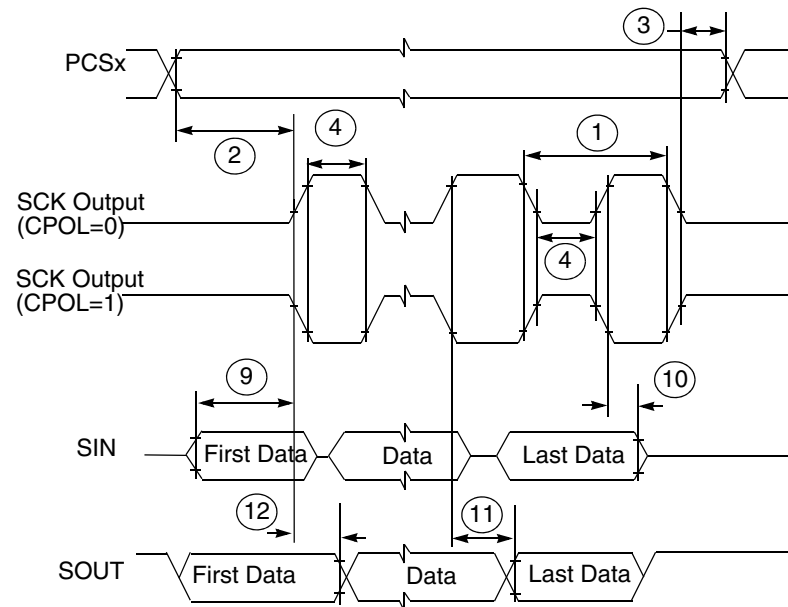 3
PCSx
2
4
1
SCK Output
(CPOL=0)
4
SCK Output
(CPOL=1)
9
10
SIN
First Data
Data
Last Data
12
11
SOUT
First Data
Data
Last Data